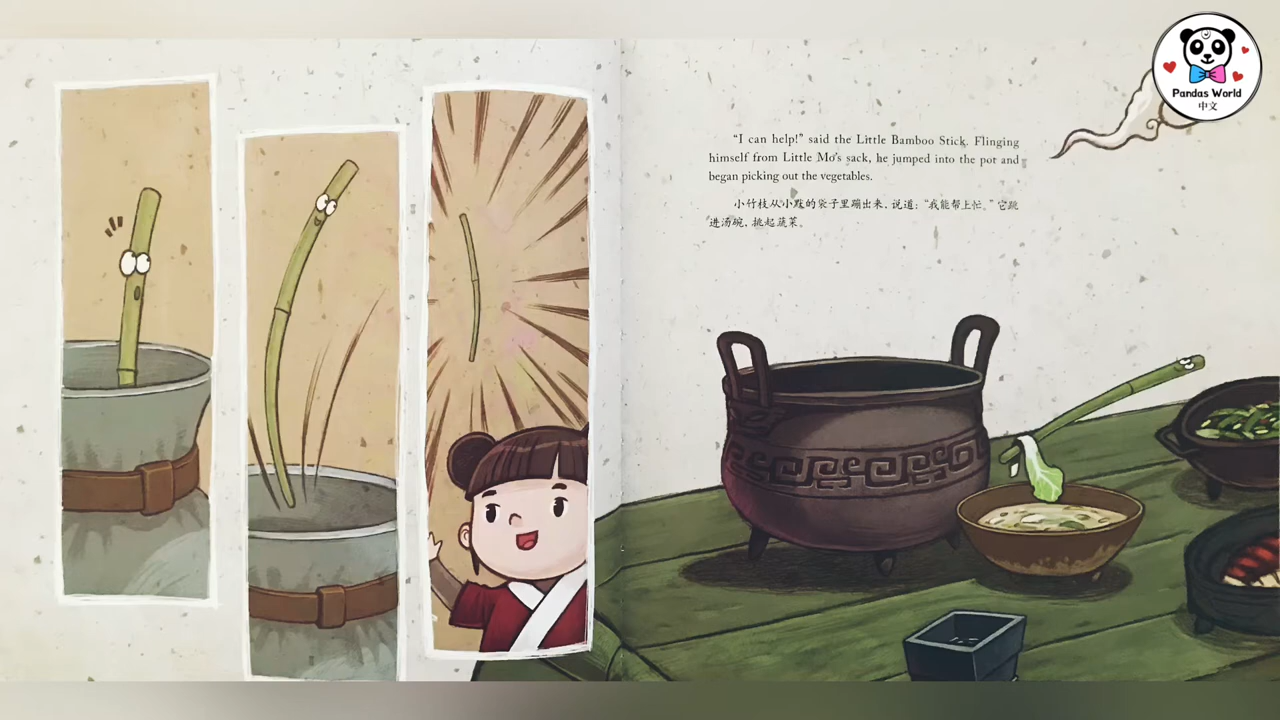 “I can help!” said the Little Bamboo Stick. Flinging
himself from Little Mo’s sack, he jumped into the pot and
began picking out the vegetables.
小竹枝从小默的袋子里蹦出来，说道：“我能帮上忙。”它跳
进汤碗，挑起蔬菜。
Pandas World
中文